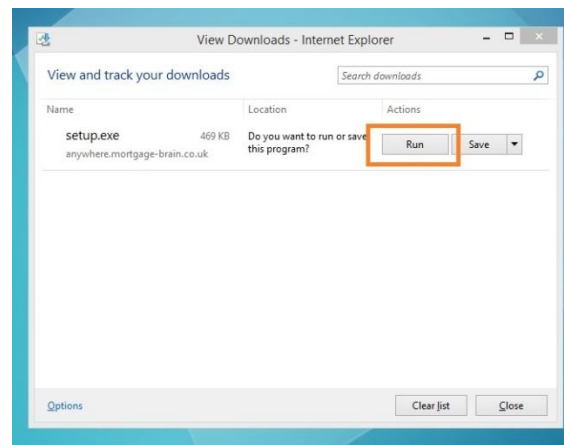 View Downloads - Internet Explorer
View and track your downloads
Search downloads
Name Location Actions
setup.exe 469 KB Do you want to run or save Run Save
anywhere.mortgage-brain.co.uk this program?
Options Clear list Close